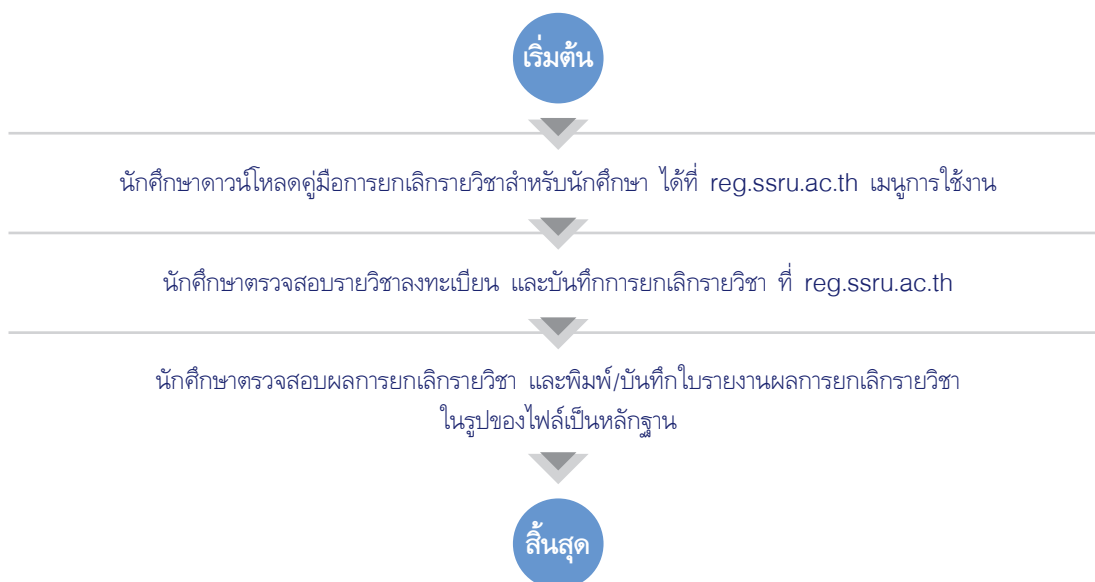 เริ่มต้น
นักศึกษาดาวน์โหลดคู่มือการยกเลิกรายวิชาสำหรับนักศึกษา ได้ที่ reg.ssru.ac.th เมนูการใช้งาน
นักศึกษาตรวจสอบรายวิชาลงทะเบียน และบันทึกการยกเลิกรายวิชา ที่ reg.ssru.ac.th
นักศึกษาตรวจสอบผลการยกเลิกรายวิชา และพิมพ์/บันทึกใบรายงานผลการยกเลิกรายวิชา
ในรูปของไฟล์เป็นหลักฐาน
สิ้นสุด